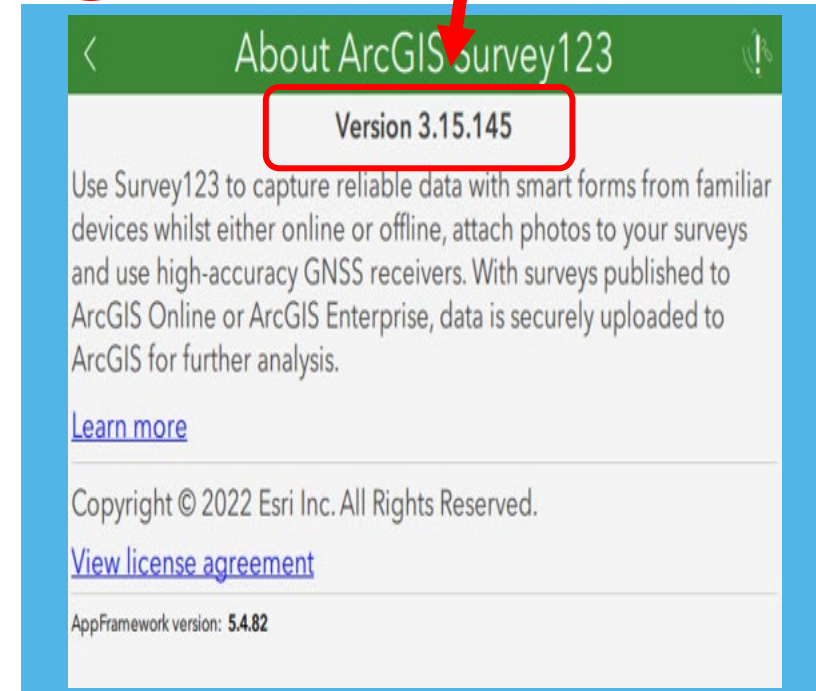 About ArcGIS Survey123
Version 3.15.145
Use Survey123 to capture reliable data with smart forms from familiar
devices whilst either online or offline, attach photos to your surveys
and use high-accuracy GNSS receivers. With surveys published to
ArcGIS Online or ArcGIS Enterprise, data is securely uploaded to
ArcGIS for further analysis.
Learn more
Copyright © 2022 Esri Inc. All Rights Reserved.
View license agreement
AppFramework version: 5.4.82